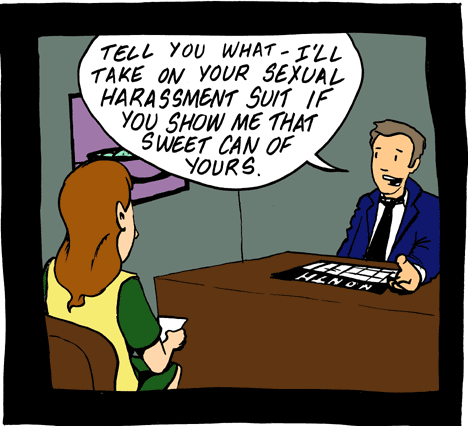 TELL YOU WHAT - I'LL
TAKE ON YOUR SEXUAL
HARASSMENT SUIT IF
YOU SHOW ME THAT
SWEET CAN OF
YOURS.